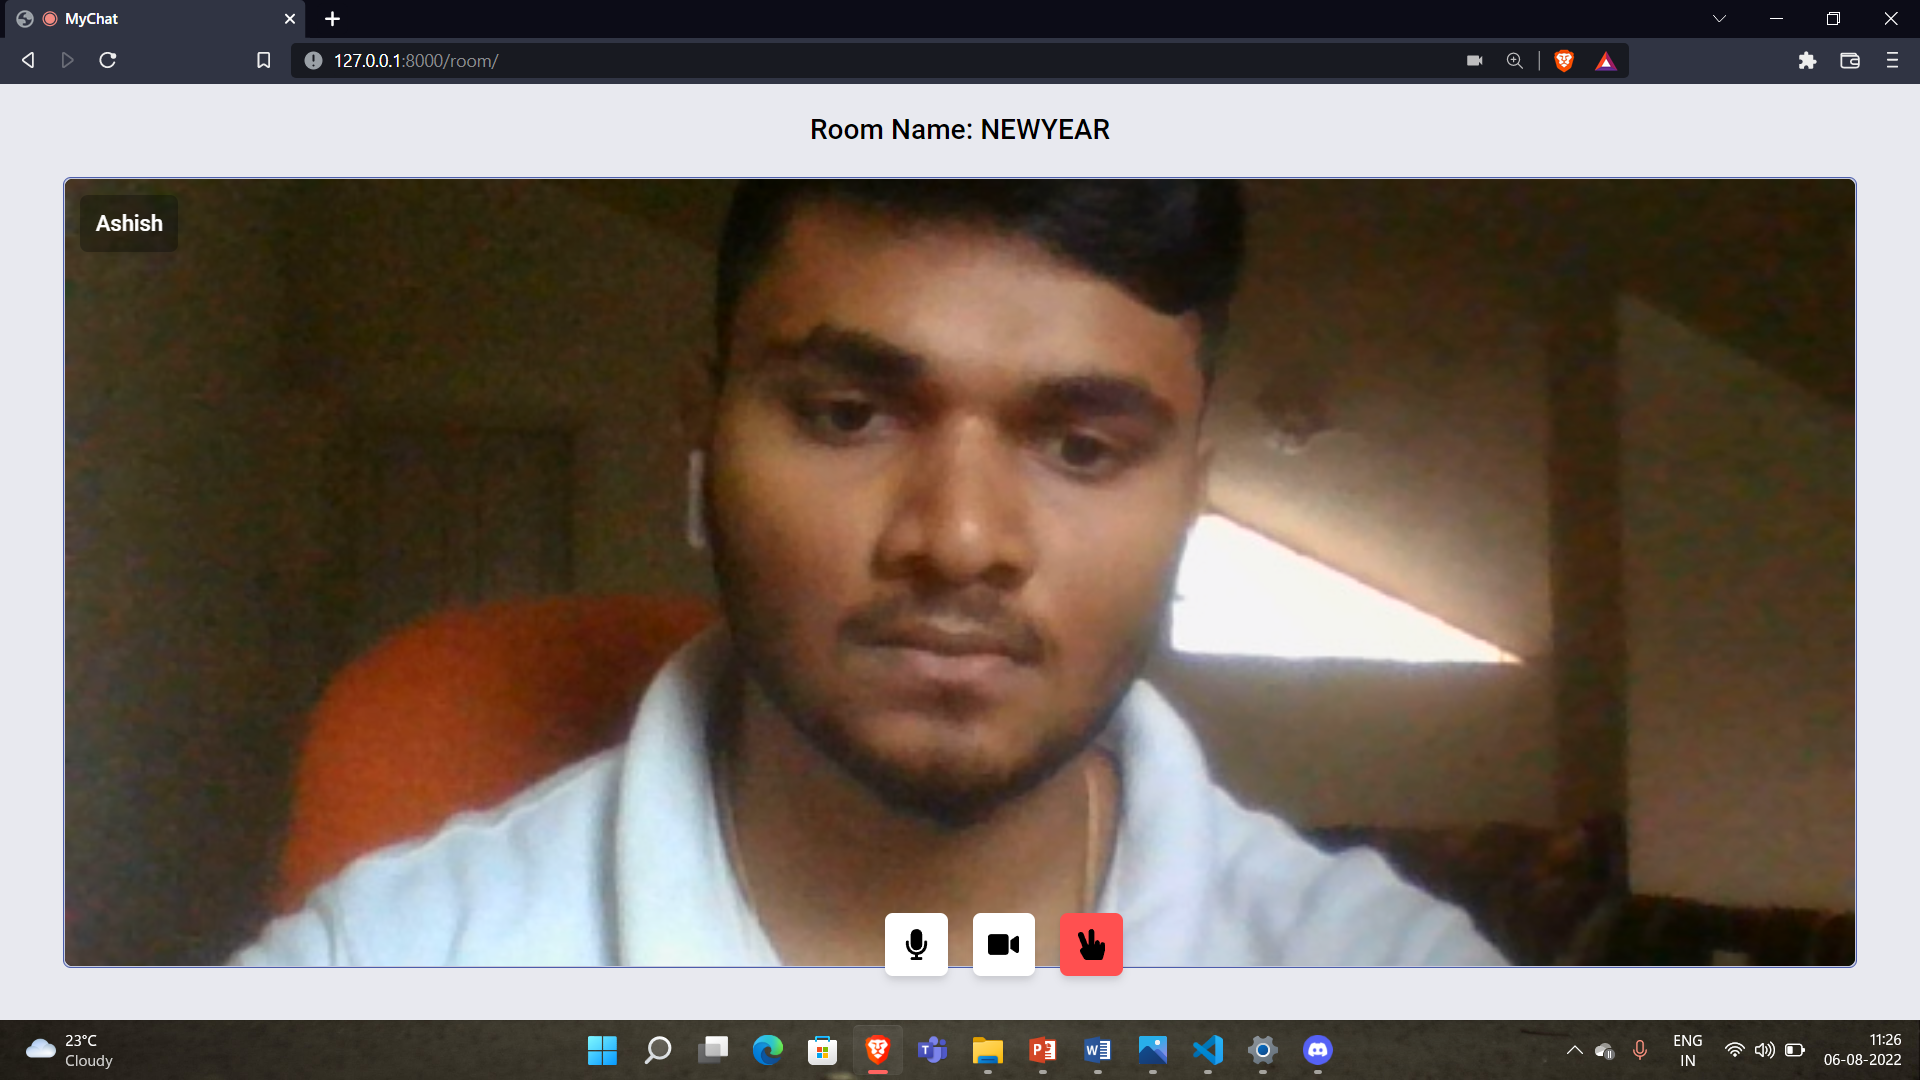 MyChat
127.0.0.1:8000/room/
Room Name: NEWYEAR
Ashish
23°C
Cloudy
ENG
IN
11:26
06-08-2022